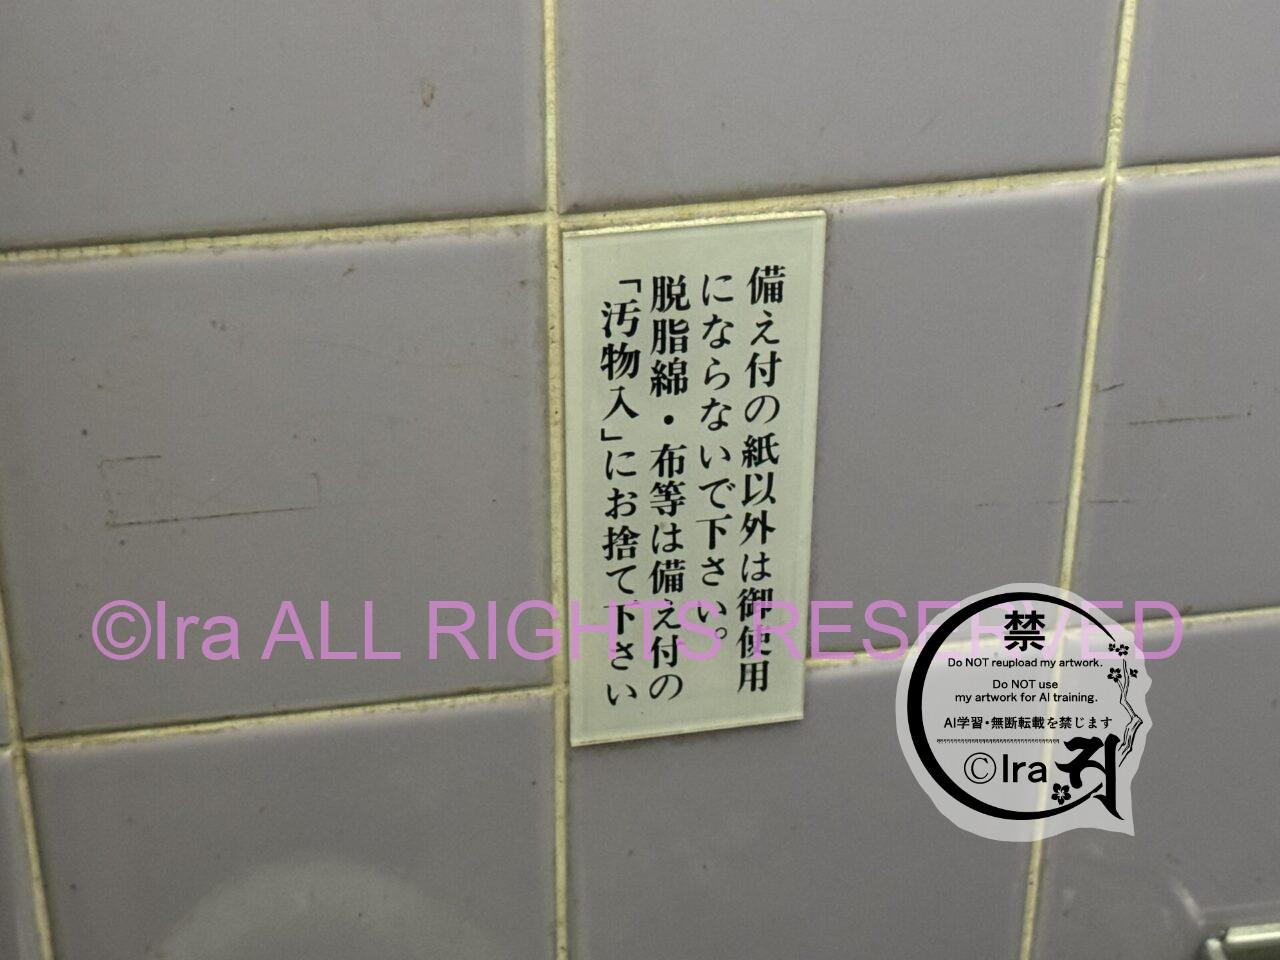 備え付の紙以外は御使用
にならないで下さい。
脱脂綿・布等は備え付の
「汚物入」にお捨て下さい
©Ira ALL RIGHTS RESERVED
禁
Do NOT reupload my artwork.
Do NOT use
my artwork for AI training.
AI学習・無断転載を禁じます
©Ira